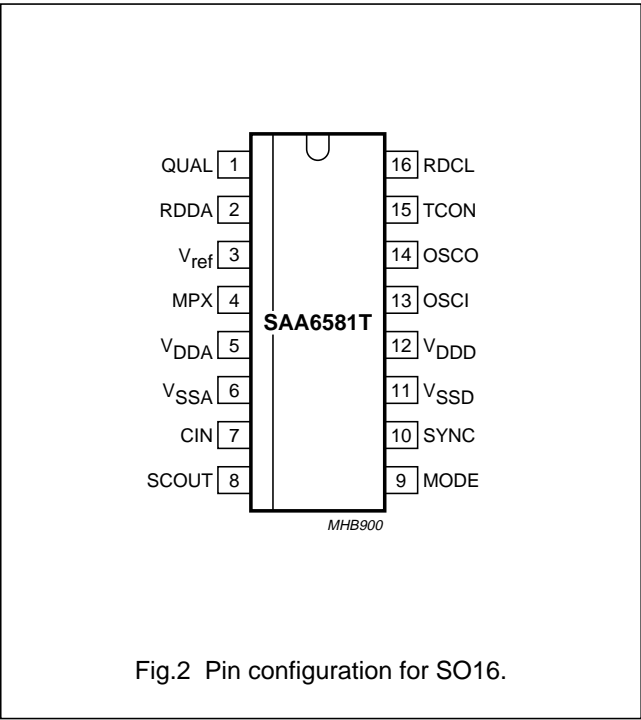 QUAL 1 16 RDCL
RDDA 2 15 TCON
Vref 3 14 OSCO
MPX 4 13 OSCI
SAA6581T
VDDA 5 12 VDDD
VSSA 6 11 VSSD
CIN 7 10 SYNC
SCOUT 8 9 MODE
MHB900
Fig.2 Pin configuration for SO16.